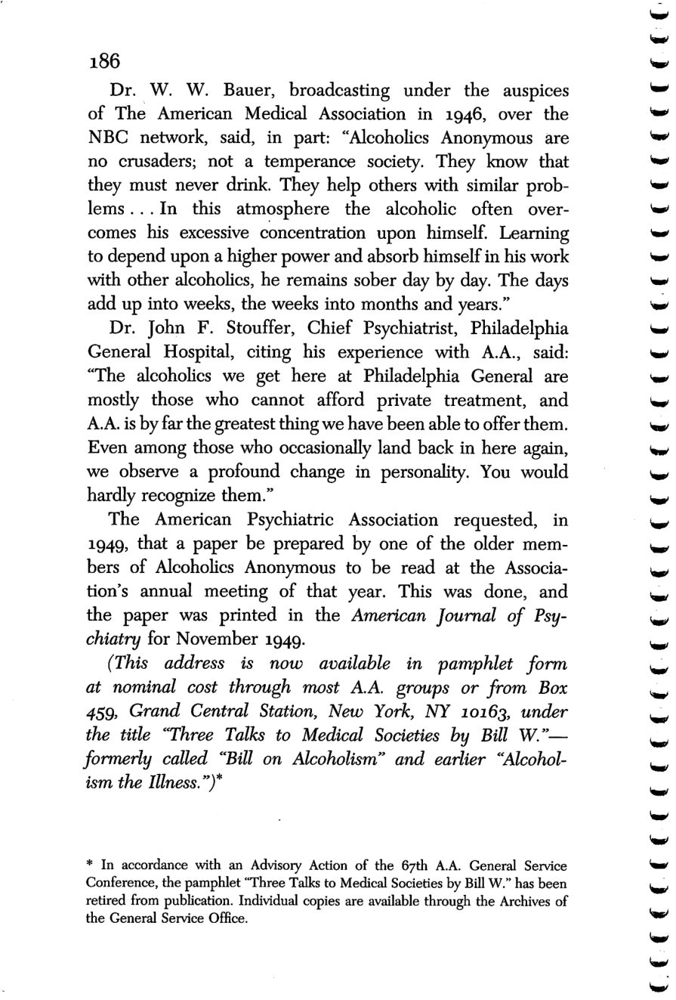 186
Dr. W. W. Bauer, broadcasting under the auspices
of The American Medical Association in 1946, over the
NBC network, said, in part: “Alcoholics Anonymous are
no crusaders; not a temperance society. They know that
they must never drink. They help others with similar prob-
lems . . . In this atmosphere the alcoholic often over-
comes his excessive concentration upon himself. Learning
to depend upon a higher power and absorb himself in his work
with other alcoholics, he remains sober day by day. The days
add up into weeks, the weeks into months and years.”
Dr. John F. Stouffer, Chief Psychiatrist, Philadelphia
General Hospital, citing his experience with A.A., said:
“The alcoholics we get here at Philadelphia General are
mostly those who cannot afford private treatment, and
A.A. is by far the greatest thing we have been able to offer them.
Even among those who occasionally land back in here again,
we observe a profound change in personality. You would
hardly recognize them.”
The American Psychiatric Association requested, in
1949, that a paper be prepared by one of the older mem-
bers of Alcoholics Anonymous to be read at the Associa-
tion’s annual meeting of that year. This was done, and
the paper was printed in the American Journal of Psy-
chiatry for November 1949.
(This address is now available in pamphlet form
at nominal cost through most A.A. groups or from Box
459, Grand Central Station, New York, NY 10163, under
the title “Three Talks to Medical Societies by Bill W.”—
formerly called “Bill on Alcoholism” and earlier “Alcohol-
ism the Illness.”)*
* In accordance with an Advisory Action of the 67th A.A. General Service
Conference, the pamphlet “Three Talks to Medical Societies by Bill W.” has been
retired from publication. Individual copies are available through the Archives of
the General Service Office.